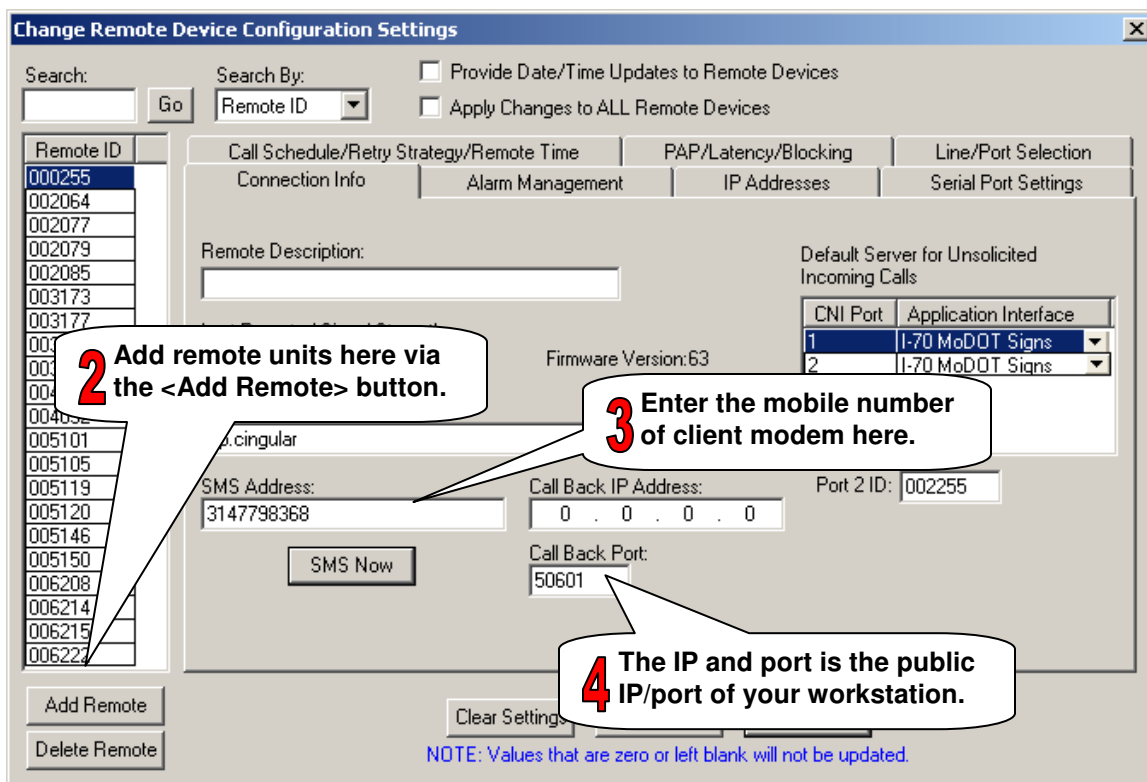 Change Remote Device Configuration Settings
Search:
Go
Search By:
Remote ID
Provide Date/Time Updates to Remote Devices
Apply Changes to ALL Remote Devices
Remote ID
000255
002064
002077
002079
002085
003173
003177
005101
005105
005119
005120
005146
005150
006208
006214
006215
006222
Call Schedule/Retry Strategy/Remote Time
PAP/Latency/Blocking
Line/Port Selection
Connection Info
Alarm Management
IP Addresses
Serial Port Settings
Remote Description:
Default Server for Unsolicited
Incoming Calls
CNI Port Application Interface
1 I-70 MoDOT Signs
2 I-70 MoDOT Signs
Firmware Version:63
2 Add remote units here via
the <Add Remote> button.
3 Enter the mobile number
of client modem here.
.cingular
SMS Address:
3147798368
SMS Now
Call Back IP Address:
0 . 0 . 0 . 0
Port 2 ID: 002255
Call Back Port:
50601
4 The IP and port is the public
IP/port of your workstation.
Add Remote
Delete Remote
Clear Settings
NOTE: Values that are zero or left blank will not be updated.